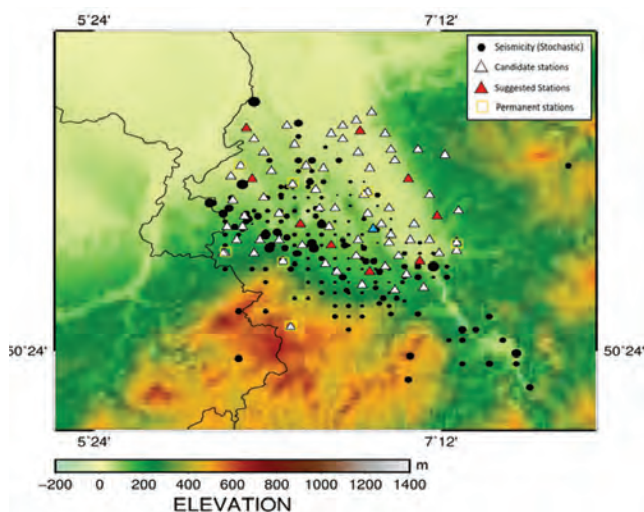 5˚24' 7˚12'
Seismicity (Stochastic)
Candidate stations
Suggested Stations
Permanent stations
50˚24' 50˚24'
5˚24' 7˚12'
m
−200 0 200 400 600 800 1000 1200 1400
ELEVATION